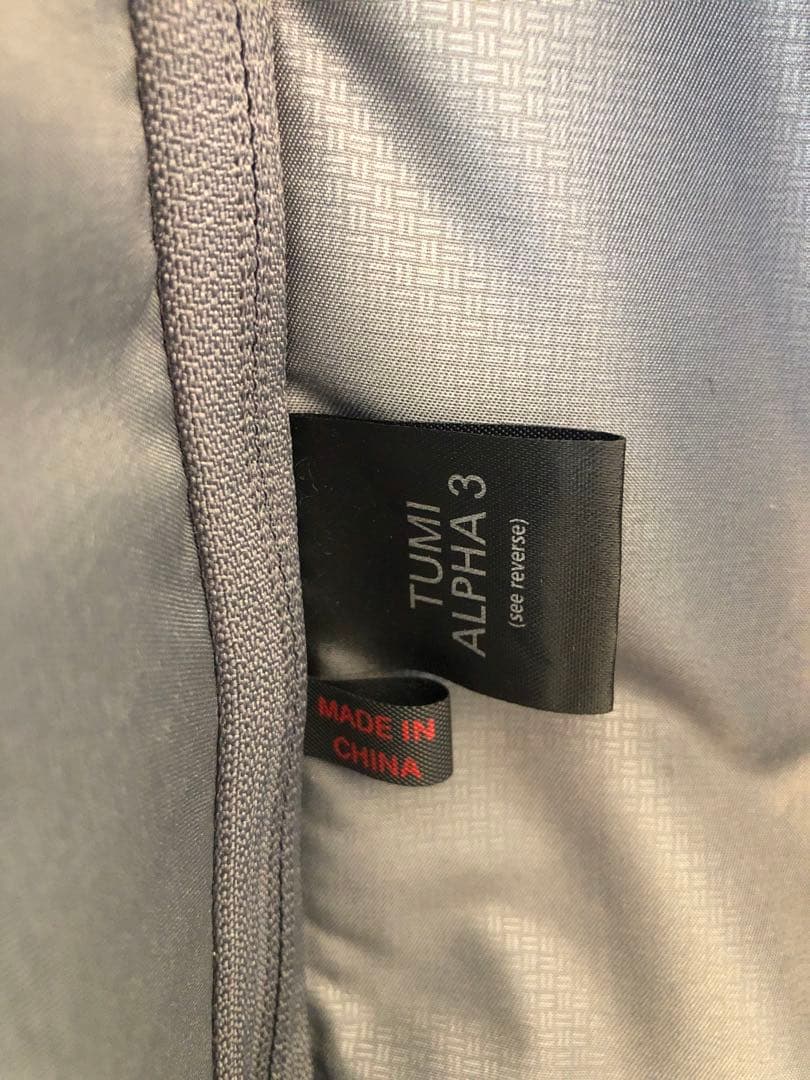 TUMI
ALPHA 3
(see reverse)
MADE IN
CHINA